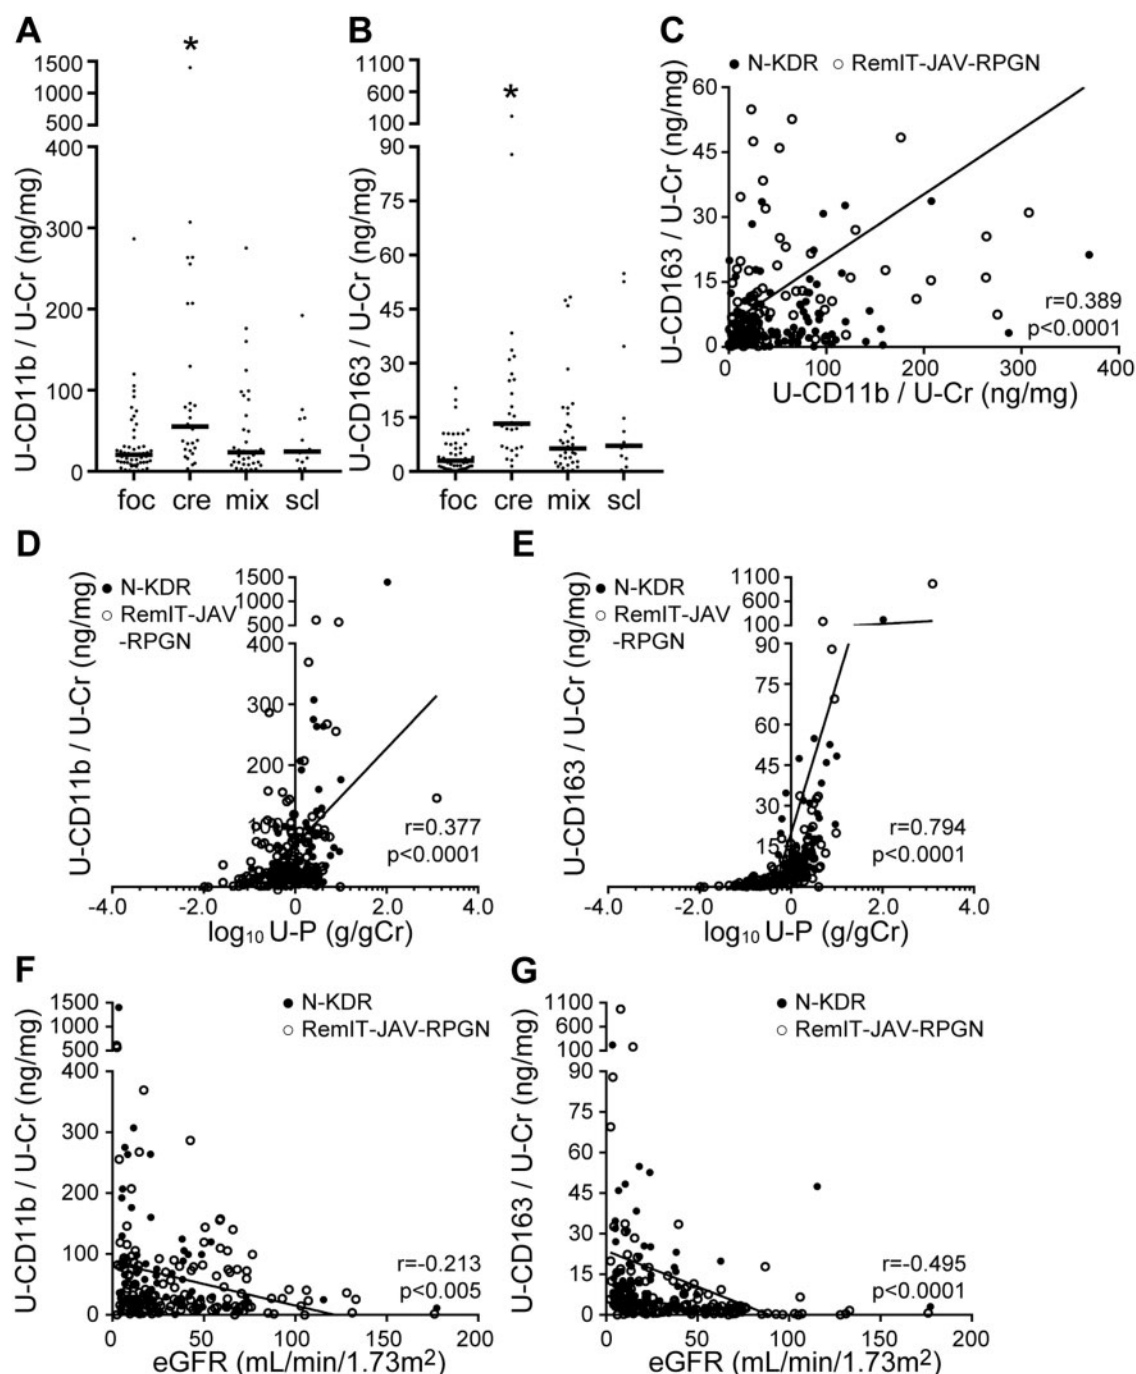 A
U-CD11b / U-Cr (ng/mg)
1500
1000
500
400
300
200
100
0
*
foc cre mix scl
B
U-CD163 / U-Cr (ng/mg)
1100
600
100
90
75
60
45
30
15
0
*
foc cre mix scl
C
N-KDR RemIT-JAV-RPGN
U-CD163 / U-Cr (ng/mg)
60
45
30
15
0
r=0.389
p<0.0001
0 100 200 300 400
U-CD11b / U-Cr (ng/mg)
D
U-CD11b / U-Cr (ng/mg)
N-KDR
RemIT-JAV
-RPGN
1500
1000
500
400
300
200
100
r=0.377
p<0.0001
-4.0 -2.0 0.0 2.0 4.0
log10 U-P (g/gCr)
E
U-CD163 / U-Cr (ng/mg)
N-KDR
RemIT-JAV
-RPGN
1100
600
100
90
75
60
45
30
15
r=0.794
p<0.0001
-4.0 -2.0 0.0 2.0 4.0
log10 U-P (g/gCr)
F
U-CD11b / U-Cr (ng/mg)
1500
1000
500
400
300
200
100
0
N-KDR
RemIT-JAV-RPGN
r=-0.213
p<0.005
0 50 100 150 200
eGFR (mL/min/1.73m2)
G
U-CD163 / U-Cr (ng/mg)
1100
600
100
90
75
60
45
30
15
0
N-KDR
RemIT-JAV-RPGN
r=-0.495
p<0.0001
0 50 100 150 200
eGFR (mL/min/1.73m2)